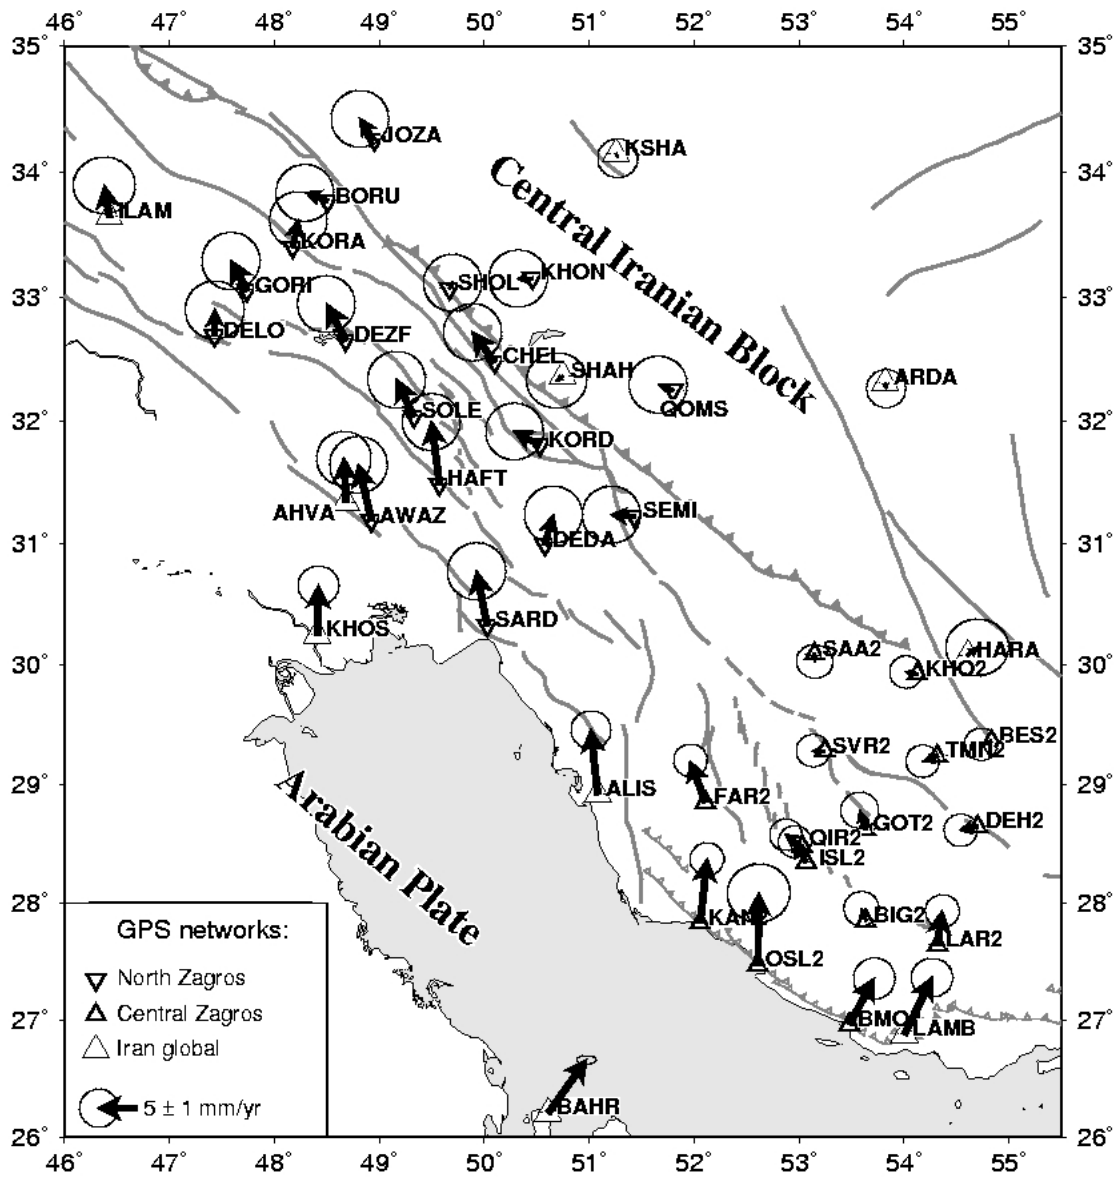 46° 47° 48° 49° 50° 51° 52° 53° 54° 55°
35° 35°
JOZA
KSHA
34° 34°
BORU
ILAM
KORA
KHON
SHOL
GORI
33° 33°
DELO
DEZF
CHEL
SHAH
ARDA
QOMS
SOLE
32° 32°
KORD
HAFT
SEMI
AHVA
AWAZ
DEDA
31° 31°
SARD
KHOS
SAA2
HARA
30° 30°
KHO2
BES2
SVR2
TMN2
29° 29°
ALIS
FAR2
GOT2
DEH2
QIR2
ISL2
28° 28°
KAN2
BIG2
LAR2
OSL2
27° 27°
BMO
LAMB
BAHR
26° 26°
46° 47° 48° 49° 50° 51° 52° 53° 54° 55°
Central Iranian Block
Arabian Plate
GPS networks:
North Zagros
Central Zagros
Iran global
5 ± 1 mm/yr